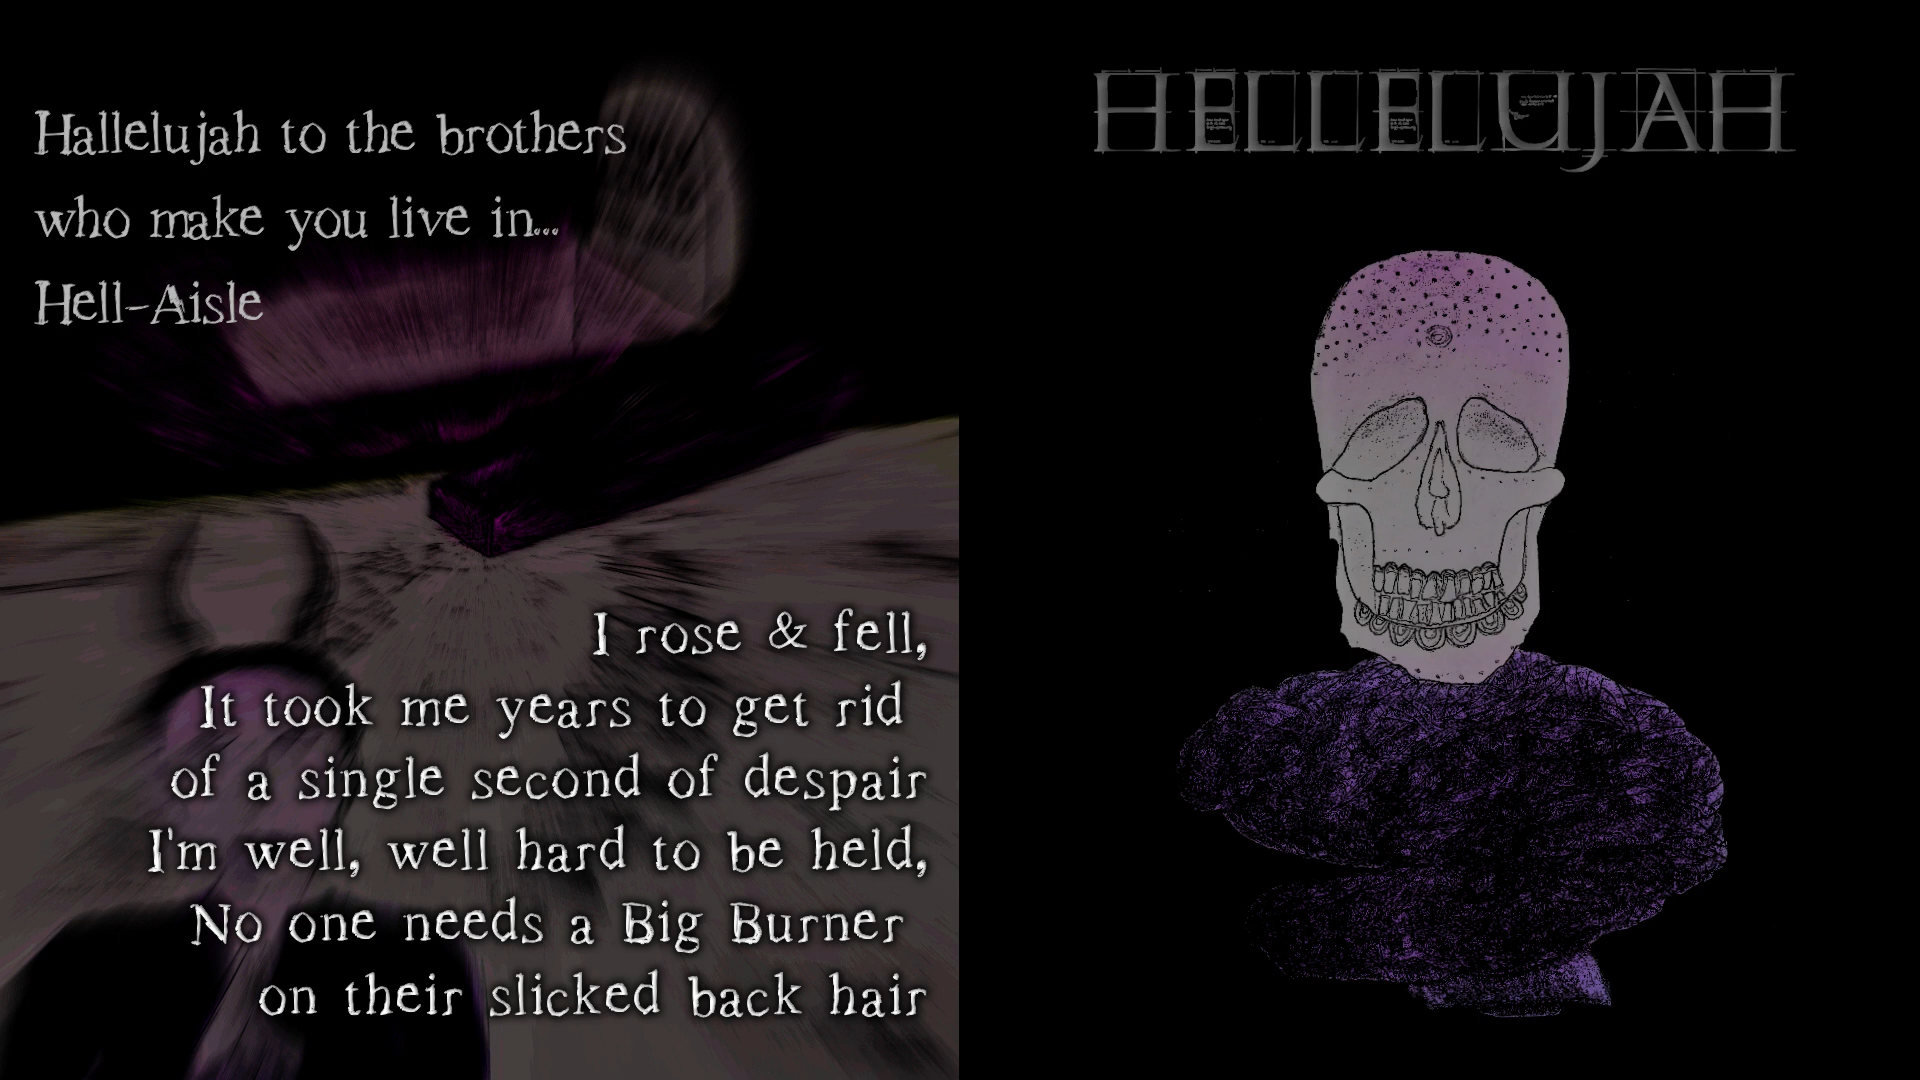 Hallelujah to the brothers
who make you live in...
Hell-Aisle
I rose & fell,
It took me years to get rid
of a single second of despair
I'm well, well hard to be held,
No one needs a Big Burner
on their slicked back hair
HELLELUJAH